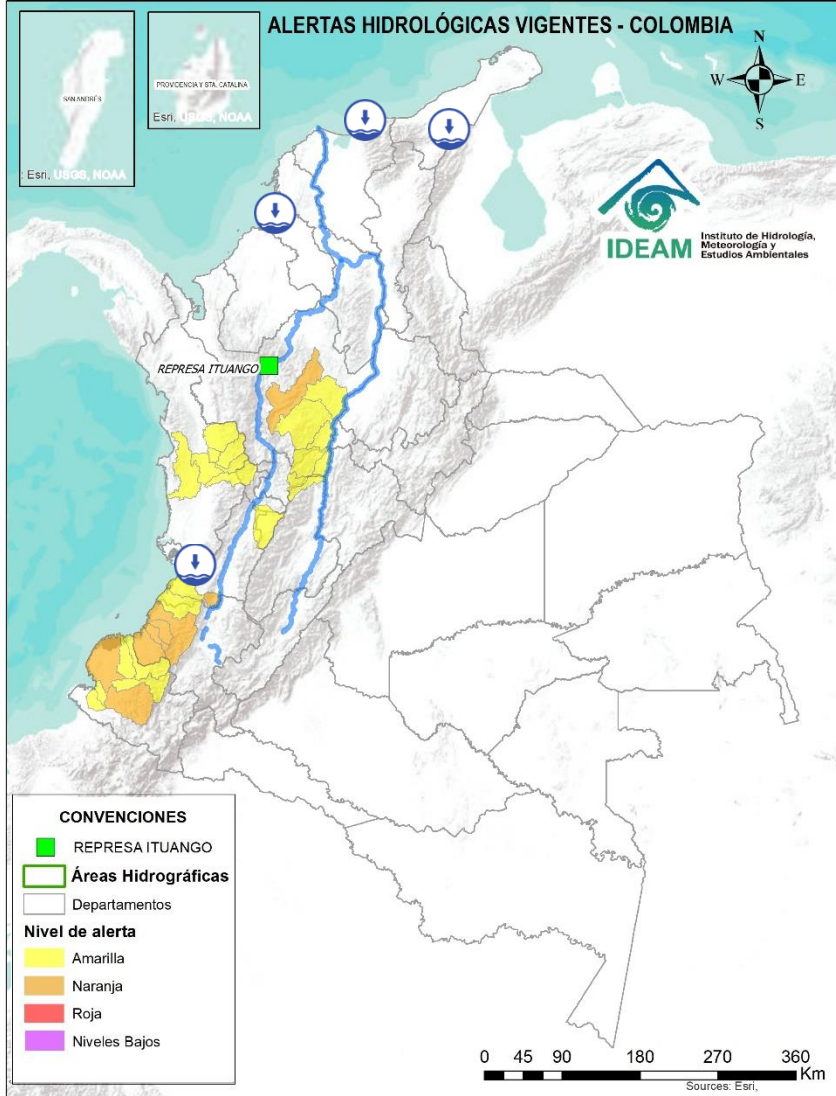 ALERTAS HIDROLÓGICAS VIGENTES - COLOMBIA
SAN ANDRÉS
: Esri, USGS, NOAA
PROVIDENCIA Y STA. CATALINA
Esri, USGS, NOAA
N
W E
S
IDEAM
Instituto de Hidrología,
Meteorología y
Estudios Ambientales
REPRESA ITUANGO
CONVENCIONES
REPRESA ITUANGO
Áreas Hidrográficas
Departamentos
Nivel de alerta
Amarilla
Naranja
Roja
Niveles Bajos
0 45 90 180 270 360
Km
Sources: Esri,